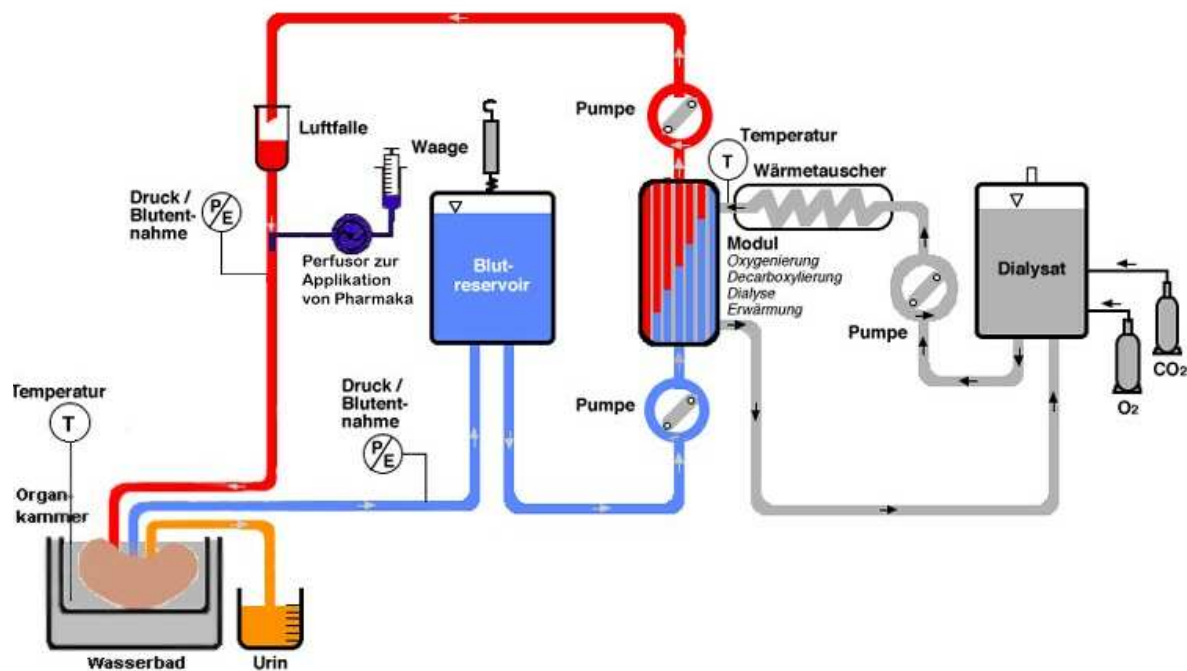 Pumpe
Luftfalle
Waage
Temperatur
T
Wärmetauscher
Druck /
Blutent-
nahme
P/E
Perfusor zur
Applikation
von Pharmaka
Blut-
reservoir
Modul
Oxygenierung
Decarboxylierung
Dialyse
Erwärmung
Dialysat
Pumpe
CO2
O2
Temperatur
T
Druck /
Blutent-
nahme
P/E
Pumpe
Organ-
kammer
Wasserbad
Urin